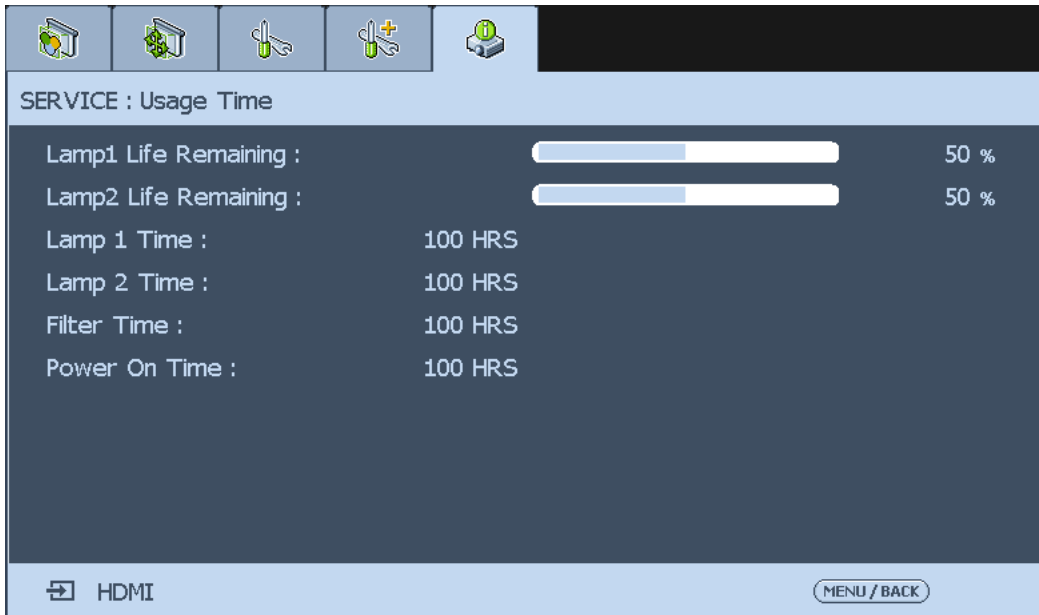 SERVICE : Usage Time
Lamp1 Life Remaining : 50 %
Lamp2 Life Remaining : 50 %
Lamp 1 Time : 100 HRS
Lamp 2 Time : 100 HRS
Filter Time : 100 HRS
Power On Time : 100 HRS
HDMI MENU / BACK